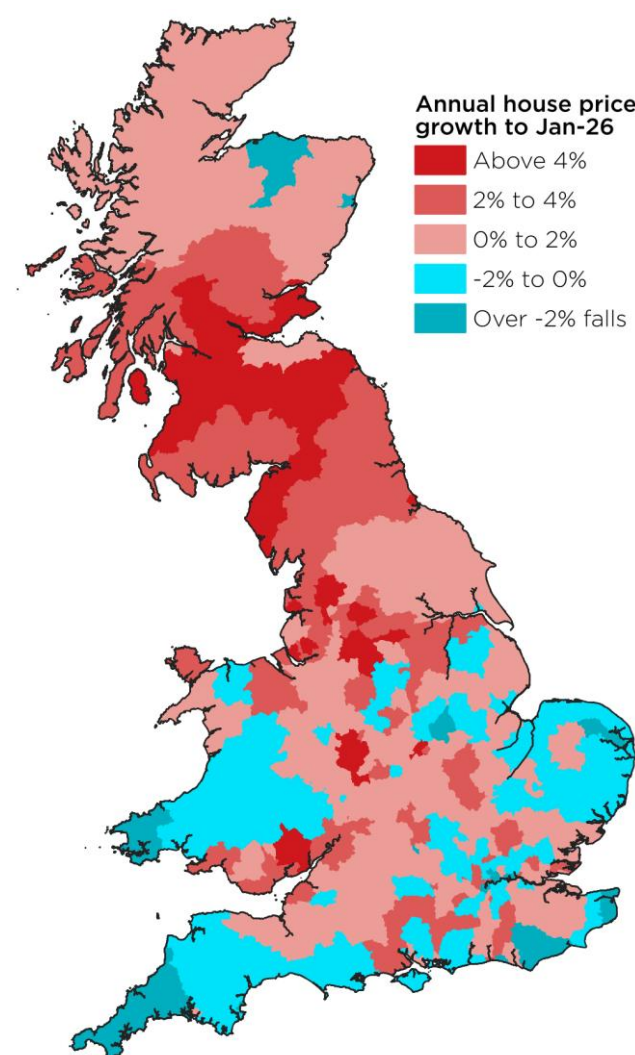 Annual house price
growth to Jan-26
Above 4%
2% to 4%
0% to 2%
-2% to 0%
Over -2% falls